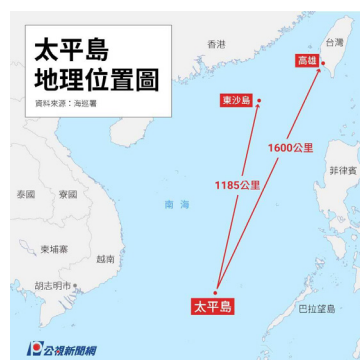 太平島
地理位置圖
資料來源：海巡署
香港
台灣
高雄
東沙島
1600公里
1185公里
菲律賓
泰國
寮國
南海
東埔寨
越南
胡志明市
太平島
巴拉望島
公視新聞網